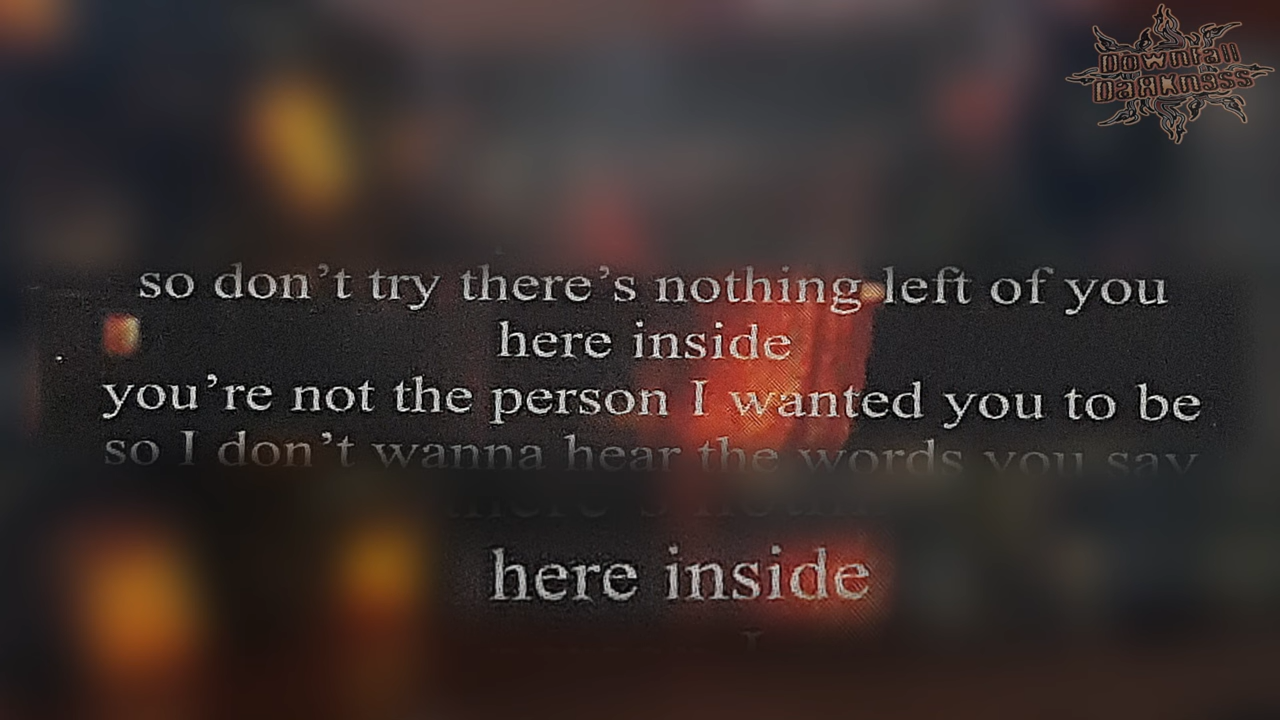 Downfall
Darkness
so don’t try there’s nothing left of you
here inside
you’re not the person I wanted you to be
so I don’t wanna hear the words you say
here inside